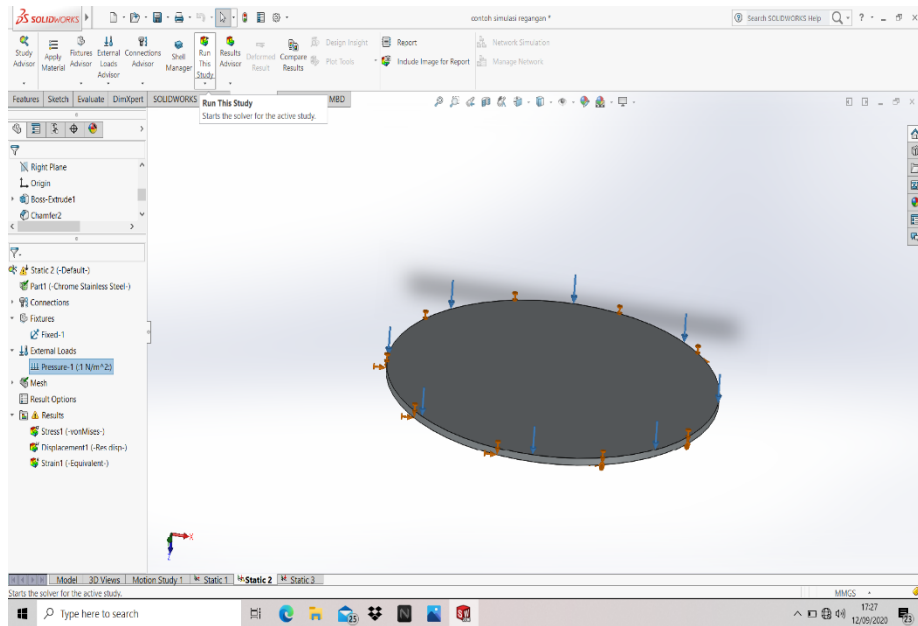 SOLIDWORKS
contoh simulasi regangan *
Search SOLIDWORKS Help
Study Advisor
Apply Material
Fixtures Advisor
External Loads Advisor
Connections Advisor
Shell Manager
Run This Study
Results Advisor
Deformed Result
Compare Results
Design Insight
Plot Tools
Report
Include Image for Report
Network Simulation
Manage Network
Features
Sketch
Evaluate
DimXpert
SOLIDWORKS
MBD
Run This Study
Starts the solver for the active study.
Right Plane
Origin
Boss-Extrude1
Chamfer2
Static 2 (-Default-)
Part1 (-Chrome Stainless Steel-)
Connections
Fixtures
Fixed-1
External Loads
Pressure-1 (:1 N/m^2:)
Mesh
Result Options
Results
Stress1 (-vonMises-)
Displacement1 (-Res disp-)
Strain1 (-Equivalent-)
X
Z
Model
3D Views
Motion Study 1
Static 1
Static 2
Static 3
Starts the solver for the active study.
MMGS
Type here to search
25
N
SW
17:27
12/09/2020
23